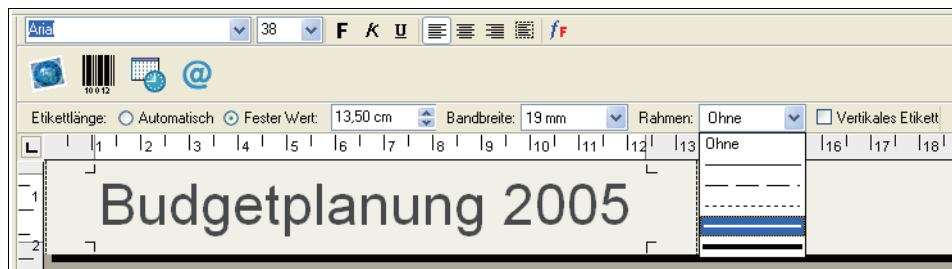 Arial 38 F K U fF
10012 @
Etikettlänge: Automatisch Fester Wert: 13,50 cm Bandbreite: 19 mm Rahmen: Ohne Vertikales Etikett
L 1 2 3 4 5 6 7 8 9 10 11 12 13 16 17 18
Ohne
1
Budgetplanung 2005
2